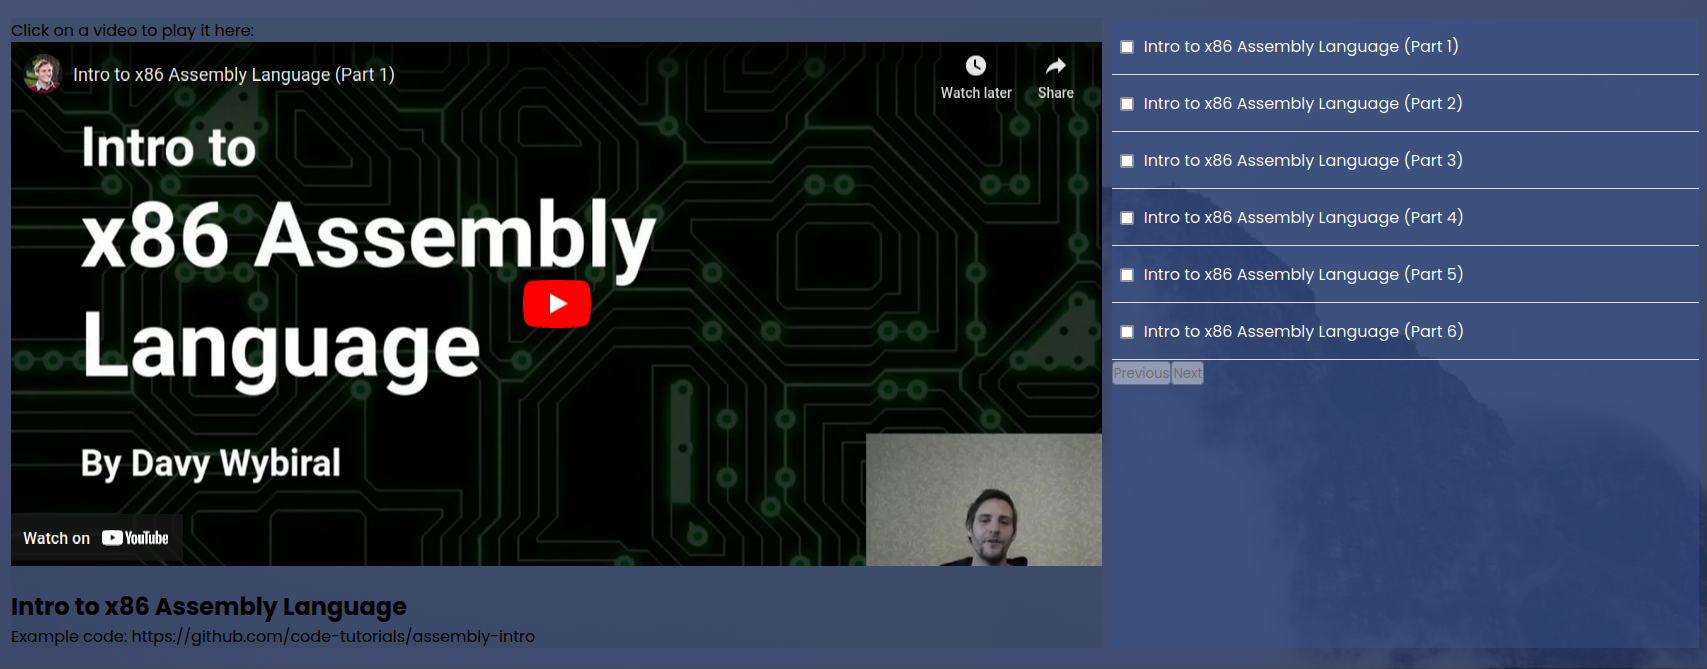 Click on a video to play it here:
Intro to x86 Assembly Language (Part 1)
Watch later
Share
Intro to
x86 Assembly
Language
By Davy Wybiral
Watch on YouTube
Intro to x86 Assembly Language
Example code: https://github.com/code-tutorials/assembly-intro
Intro to x86 Assembly Language (Part 1)
Intro to x86 Assembly Language (Part 2)
Intro to x86 Assembly Language (Part 3)
Intro to x86 Assembly Language (Part 4)
Intro to x86 Assembly Language (Part 5)
Intro to x86 Assembly Language (Part 6)
Previous Next